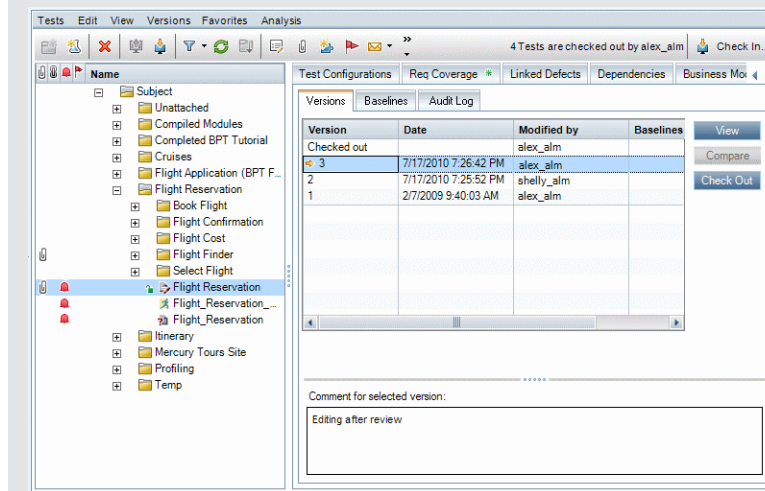 Tests Edit View Versions Favorites Analysis
4 Tests are checked out by alex_alm Check In..
Name
Subject
Unattached
Compiled Modules
Completed BPT Tutorial
Cruises
Flight Application (BPT F...
Flight Reservation
Book Flight
Flight Confirmation
Flight Cost
Flight Finder
Select Flight
Flight Reservation
Flight_Reservation_...
Flight_Reservation
Itinerary
Mercury Tours Site
Profiling
Temp
Test Configurations Req Coverage * Linked Defects Dependencies Business Mo
Versions Baselines Audit Log
Version Date Modified by Baselines
Checked out alex_alm
3 7/17/2010 7:26:42 PM alex_alm
2 7/17/2010 7:25:52 PM shelly_alm
1 2/7/2009 9:40:03 AM alex_alm
View
Compare
Check Out
Comment for selected version:
Editing after review